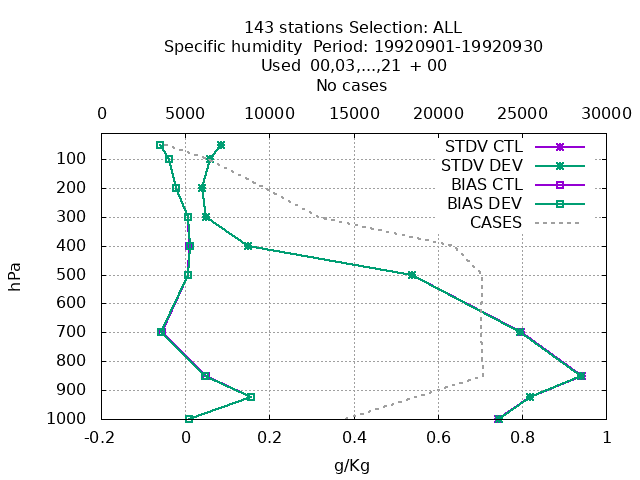 143 stations Selection: ALL
Specific humidity  Period: 19920901-19920930
Used  00,03,...,21  + 00
No cases
0 5000 10000 15000 20000 25000 30000
STDV CTL
STDV DEV
BIAS CTL
BIAS DEV
CASES
100
200
300
400
500
600
700
800
900
1000
hPa
-0.2 0 0.2 0.4 0.6 0.8 1
g/Kg